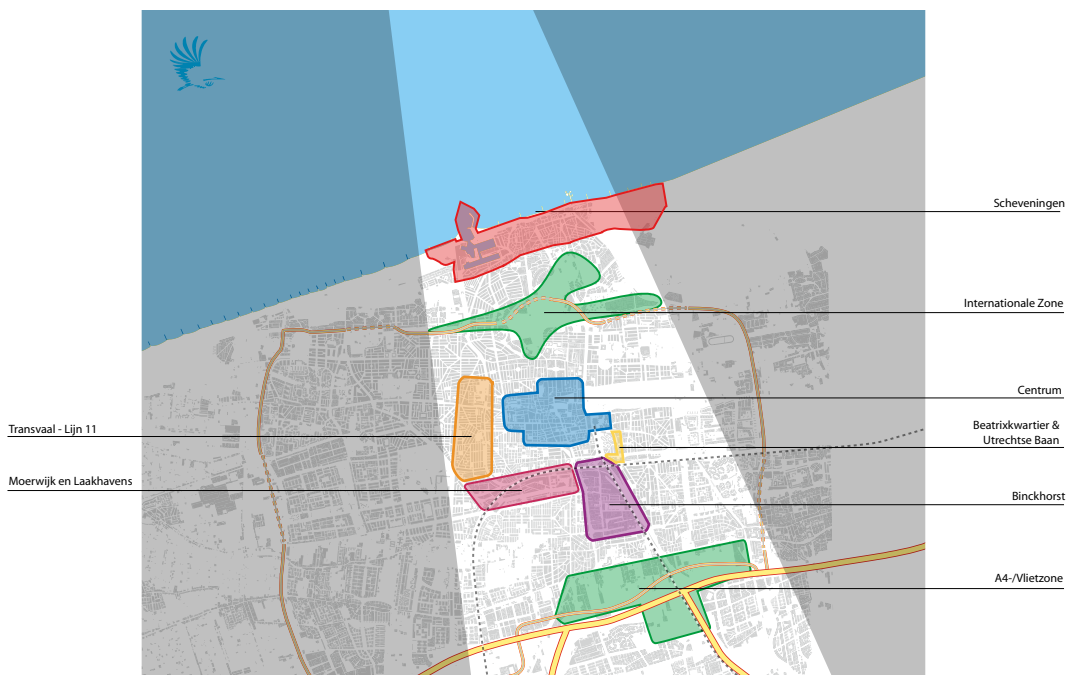 Scheveningen
Internationale Zone
Centrum
Transvaal - Lijn 11
Beatrixkwartier &
Utrechtse Baan
Moerwijk en Laakhavens
Binckhorst
A4-/Vlietzone